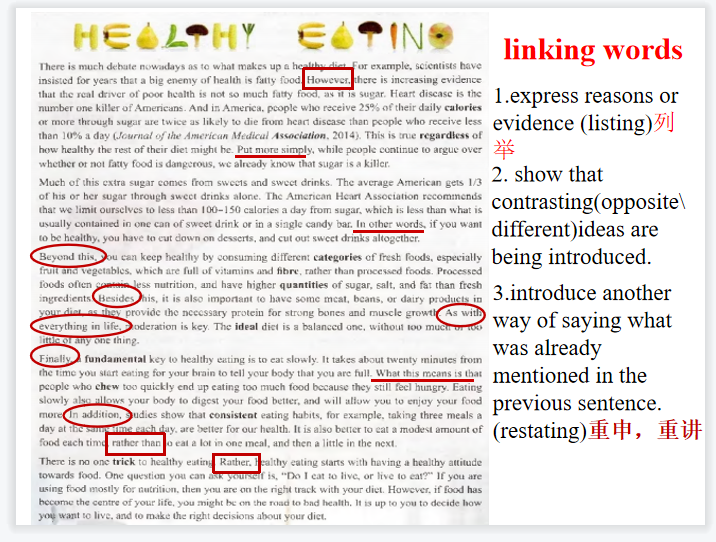 HEALTHY EATING
There is much debate nowadays as to what makes up a healthy diet. For example, scientists have
insisted for years that a big enemy of health is fatty food. However, there is increasing evidence
that the real driver of poor health is not so much fatty food, as it is sugar. Heart disease is the
number one killer of Americans. And in America, people who receive 25% of their daily calories
or more through sugar are twice as likely to die from heart disease than people who receive less
than 10% a day (Journal of the American Medical Association, 2014). This is true regardless of
how healthy the rest of their diet might be. Put more simply, while people continue to argue over
whether or not fatty food is dangerous, we already know that sugar is a killer.
Much of this extra sugar comes from sweets and sweet drinks. The average American gets 1/3
of his or her sugar through sweet drinks alone. The American Heart Association recommends
that we limit ourselves to less than 100-150 calories a day from sugar, which is less than what is
usually contained in one can of sweet drink or in a single candy bar. In other words, if you want
to be healthy, you have to cut down on desserts, and cut out sweet drinks altogether.
Beyond this, you can keep healthy by consuming different categories of fresh foods, especially
fruit and vegetables, which are full of vitamins and fibre, rather than processed foods. Processed
foods often contain less nutrition, and have higher quantities of sugar, salt, and fat than fresh
ingredients. Besides this, it is also important to have some meat, beans, or dairy products in
your diet, as they provide the necessary protein for strong bones and muscle growth. As with
everything in life, moderation is key. The ideal diet is a balanced one, without too much or too
little of any one thing.
Finally, a fundamental key to healthy eating is to eat slowly. It takes about twenty minutes from
the time you start eating for your brain to tell your body that you are full. What this means is that
people who chew too quickly end up eating too much food because they still feel hungry. Eating
slowly also allows your body to digest your food better, and will allow you to enjoy your food
more. In addition, studies show that consistent eating habits, for example, taking three meals a
day at the same time each day, are better for our health. It is also better to eat a modest amount of
food each time, rather than to eat a lot in one meal, and then a little in the next.
There is no one trick to healthy eating. Rather, healthy eating starts with having a healthy attitude
towards food. One question you can ask yourself is, "Do I eat to live, or live to eat?" If you are
using food mostly for nutrition, then you are on the right track with your diet. However, if food has
become the centre of your life, you might be on the road to bad health. It is up to you to decide how
you want to live, and to make the right decisions about your diet.
linking words
1.express reasons or
evidence (listing)列
举
2. show that
contrasting(opposite\
different)ideas are
being introduced.
3.introduce another
way of saying what
was already
mentioned in the
previous sentence.
(restating)重申，重讲